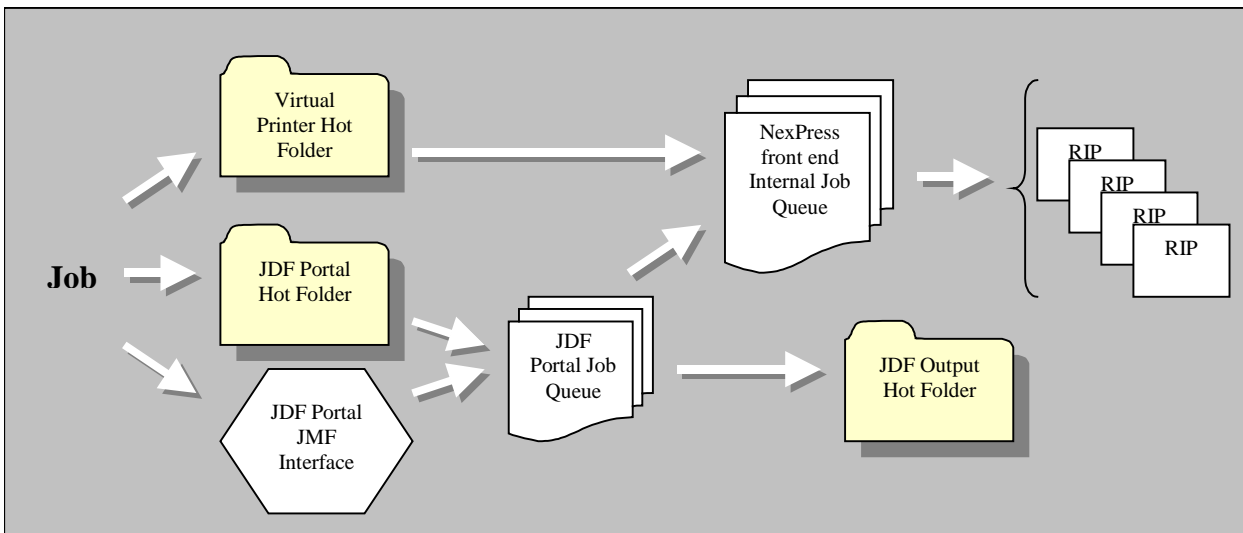 Virtual
Printer Hot
Folder
NexPress
front end
Internal Job
Queue
RIP
RIP
RIP
RIP
Job
JDF Portal
Hot Folder
JDF
Portal Job
Queue
JDF Output
Hot Folder
JDF Portal
JMF
Interface